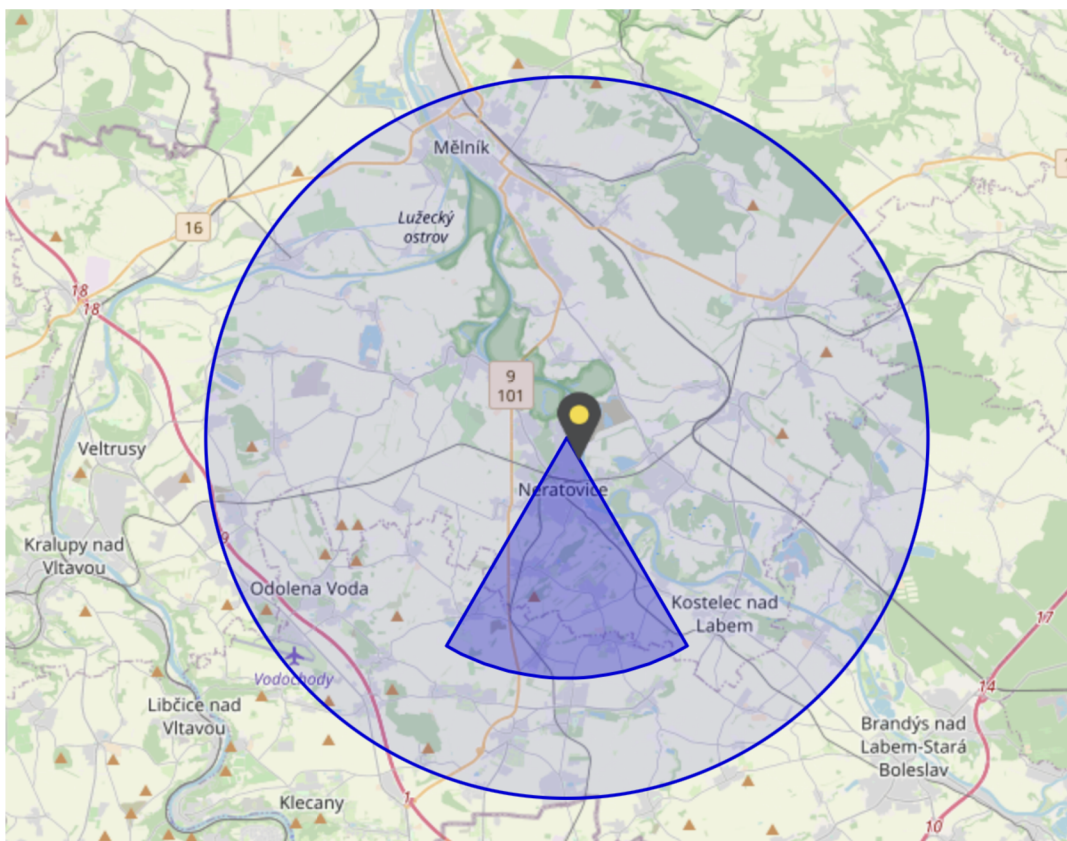 Mělník
Lužecký
ostrov
16
18
18
9
101
Veltrusy
Neratovice
Kralupy nad
Vltavou
9
Odolena Voda
Kostelec nad
Labem
17
Vodochody
14
Libčice nad
Vltavou
Brandýs nad
Labem-Stará
Boleslav
Klecany
1
10